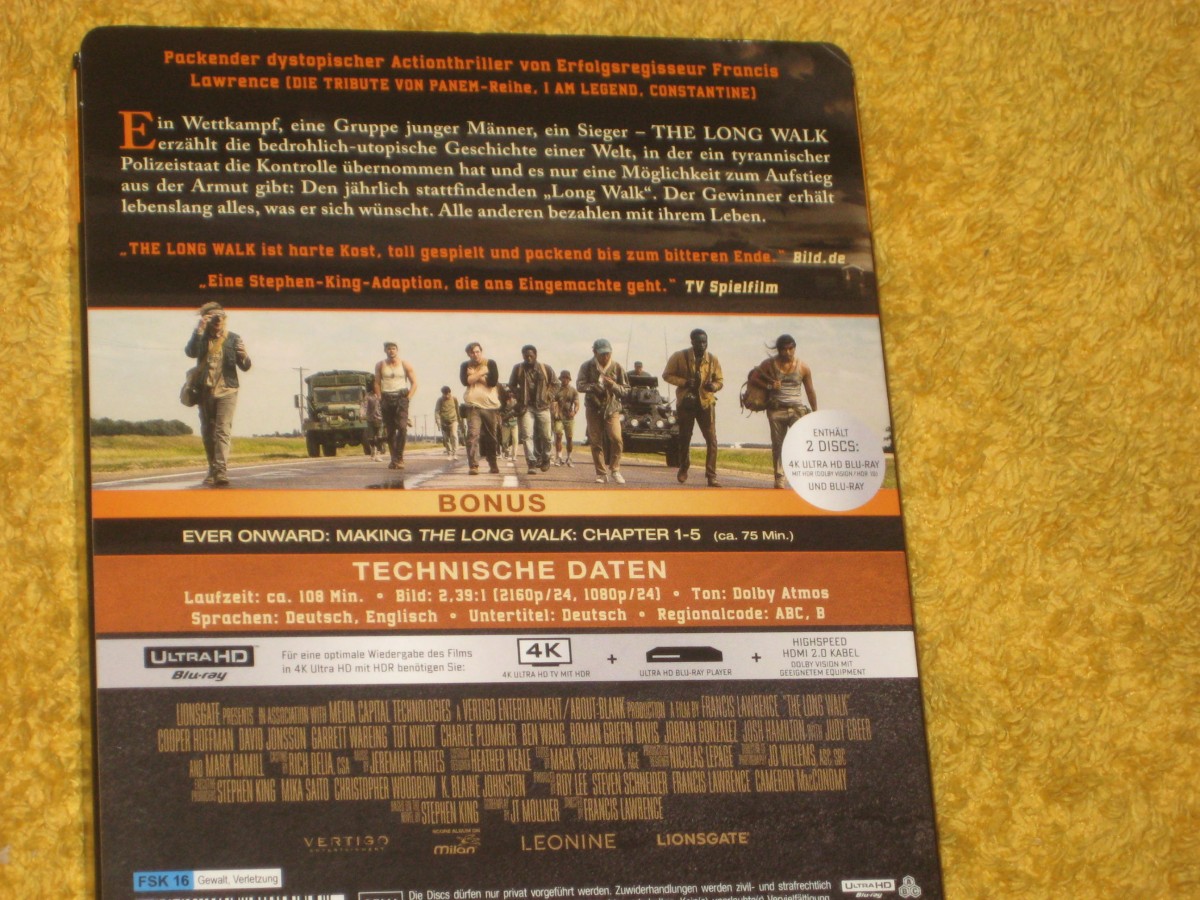 Packender dystopischer Actionthriller von Erfolgsregisseur Francis
Lawrence (DIE TRIBUTE VON PANEM-Reihe, I AM LEGEND, CONSTANTINE)
Ein Wettkampf, eine Gruppe junger Männer, ein Sieger – THE LONG WALK
erzählt die bedrohlich-utopische Geschichte einer Welt, in der ein tyrannischer
Polizeistaat die Kontrolle übernommen hat und es nur eine Möglichkeit zum Aufstieg
aus der Armut gibt: Den jährlich stattfindenden „Long Walk“. Der Gewinner erhält
lebenslang alles, was er sich wünscht. Alle anderen bezahlen mit ihrem Leben.
„THE LONG WALK ist harte Kost, toll gespielt und packend bis zum bitteren Ende.“ Bild.de
„Eine Stephen-King-Adaption, die ans Eingemachte geht.“ TV Spielfilm
ENTHÄLT
2 DISCS:
4K ULTRA HD BLU-RAY
MIT HDR (DOLBY VISION/HDR 10)
UND BLU-RAY
BONUS
EVER ONWARD: MAKING THE LONG WALK: CHAPTER 1-5 (ca. 75 Min.)
TECHNISCHE DATEN
Laufzeit: ca. 108 Min. • Bild: 2,39:1 (2160p/24, 1080p/24) • Ton: Dolby Atmos
Sprachen: Deutsch, Englisch • Untertitel: Deutsch • Regionalcode: ABC, B
ULTRA HD Blu-ray
Für eine optimale Wiedergabe des Films
in 4K Ultra HD mit HDR benötigen Sie:
4K
4K ULTRA HD TV MIT HDR
+
ULTRA HD BLU-RAY PLAYER
+
HIGHSPEED
HDMI 2.0 KABEL
DOLBY VISION MIT
GEEIGNETEM EQUIPMENT
LIONSGATE PRESENTS IN ASSOCIATION WITH MEDIA CAPITAL TECHNOLOGIES A VERTIGO ENTERTAINMENT / ABOUT:BLANK PRODUCTION A FILM BY FRANCIS LAWRENCE "THE LONG WALK"
COOPER HOFFMAN DAVID JONSSON GARRETT WAREING TUT NYUOT CHARLIE PLUMMER BEN WANG ROMAN GRIFFIN DAVIS JORDAN GONZALEZ JOSH HAMILTON WITH JUDY GREER
AND MARK HAMILL RICH DELIA, CSA JEREMIAH FRAITES HEATHER NEALE MARK YOSHIKAWA, ACE NICOLAS LEPAGE JO WILLEMS, ASC, SBC
STEPHEN KING MIKA SAITO CHRISTOPHER WOODROW K. BLAINE JOHNSTON ROY LEE STEVEN SCHNEIDER FRANCIS LAWRENCE CAMERON MACCONOMY
STEPHEN KING JT MOLLNER FRANCIS LAWRENCE
VERTIGO entertainment milan LEONINE LIONSGATE
FSK 16 Gewalt, Verletzung
Die Discs dürfen nur privat vorgeführt werden. Zuwiderhandlungen werden zivil- und strafrechtlich
ULTRA HD Blu-ray